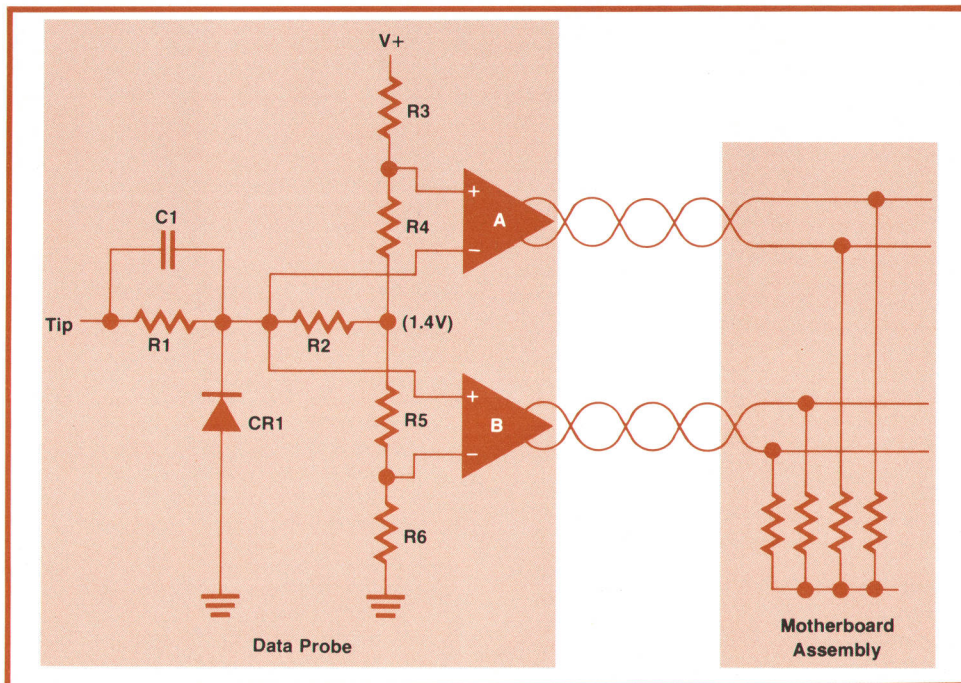 V+
R3
+
A
−
R4
C1
Tip
R1
R2
(1.4V)
CR1
+
B
−
R5
R6
Data Probe
Motherboard
Assembly